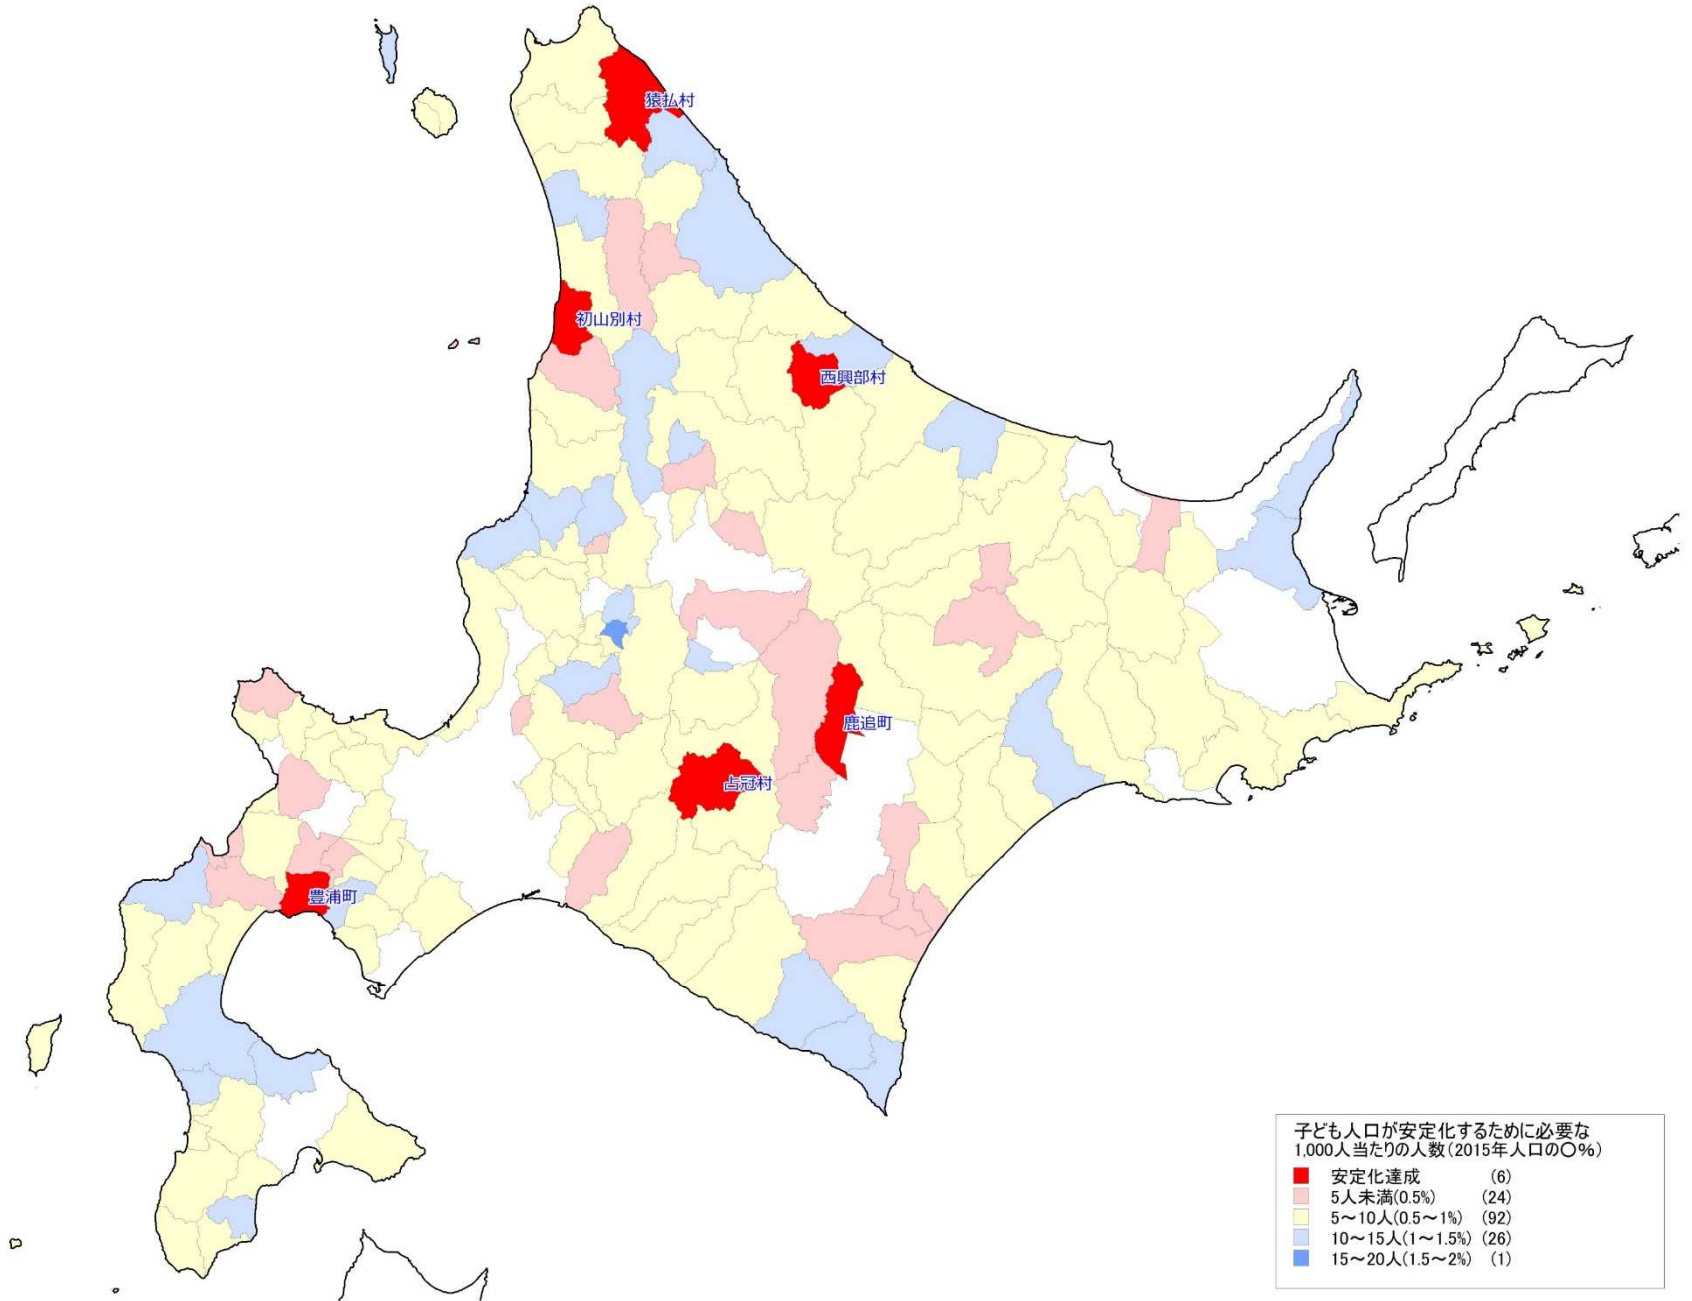 猿払村
初山別村
西興部村
鹿追町
占冠村
豊浦町
子ども人口が安定化するために必要な
1,000人当たりの人数(2015年人口の〇%)
安定化達成 (6)
5人未満(0.5%) (24)
5～10人(0.5～1%) (92)
10～15人(1～1.5%) (26)
15～20人(1.5～2%) (1)